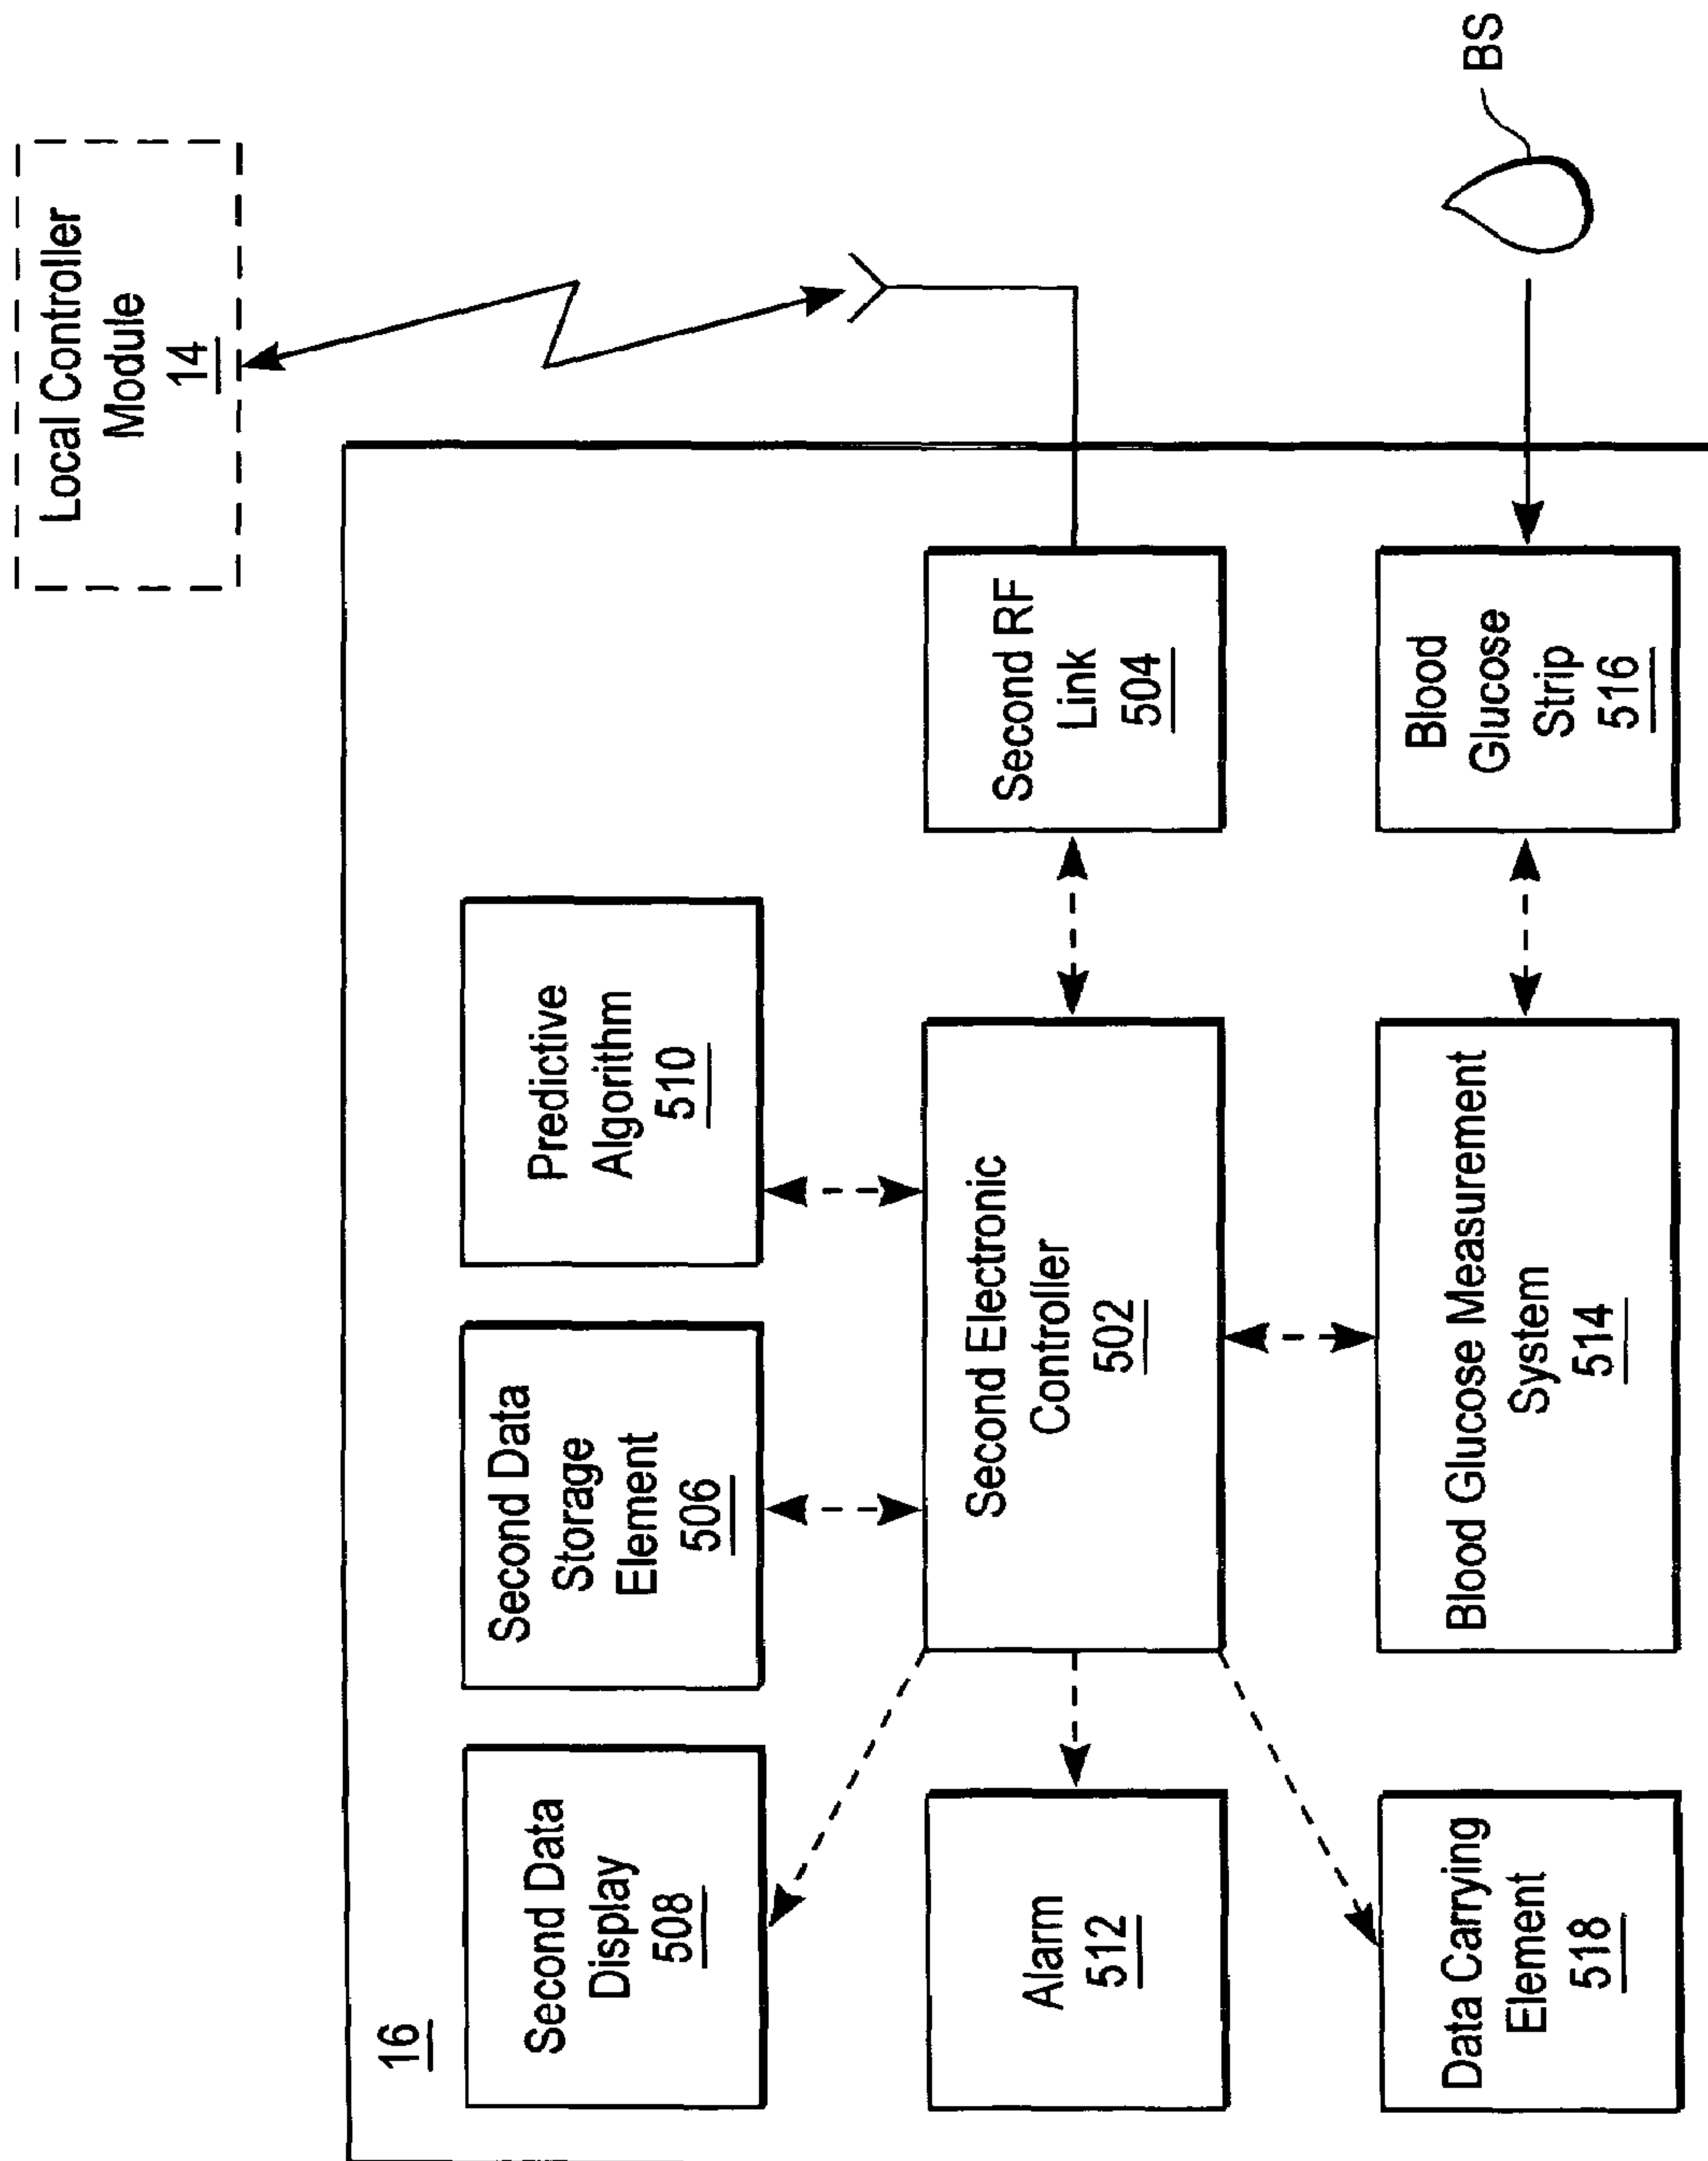 Local Controller
Module
14
16
Second Data
Display
508
Second Data
Storage
Element
506
Predictive
Algorithm
510
Alarm
512
Second Electronic
Controller
502
Second RF
Link
504
Data Carrying
Element
518
Blood Glucose Measurement
System
514
Blood
Glucose
Strip
516
BS